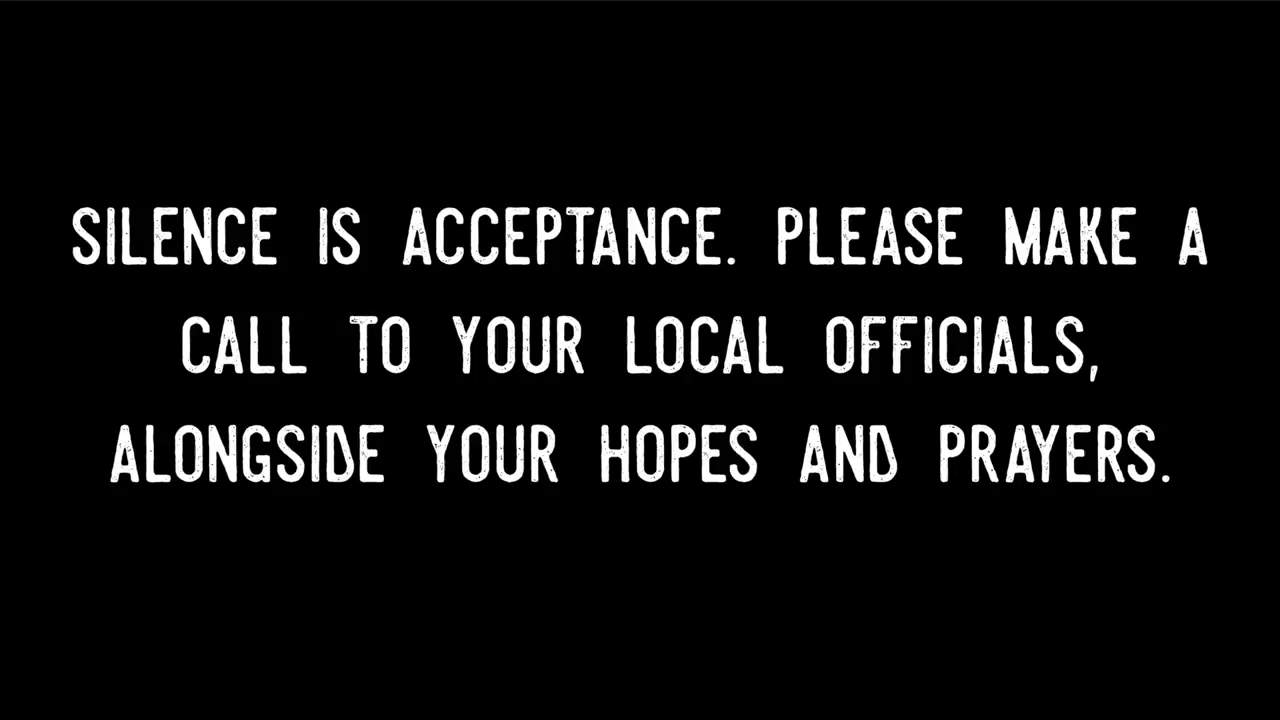 SILENCE IS ACCEPTANCE. PLEASE MAKE A
CALL TO YOUR LOCAL OFFICIALS,
ALONGSIDE YOUR HOPES AND PRAYERS.